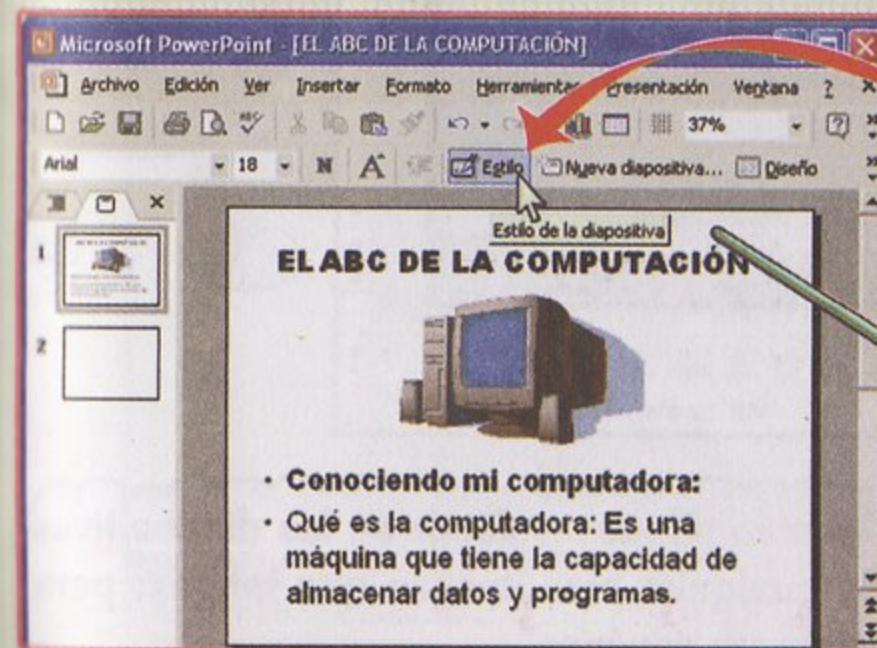 Microsoft PowerPoint - [EL ABC DE LA COMPUTACIÓN]
Archivo Edición Ver Insertar Formato Herramientas Presentación Ventana ?
37%
Arial 18 N A Estilo Nueva diapositiva... Diseño
Estilo de la diapositiva
1
EL ABC DE LA COMPUTACIÓN
2
• Conociendo mi computadora:
• Qué es la computadora: Es una
máquina que tiene la capacidad de
almacenar datos y programas.